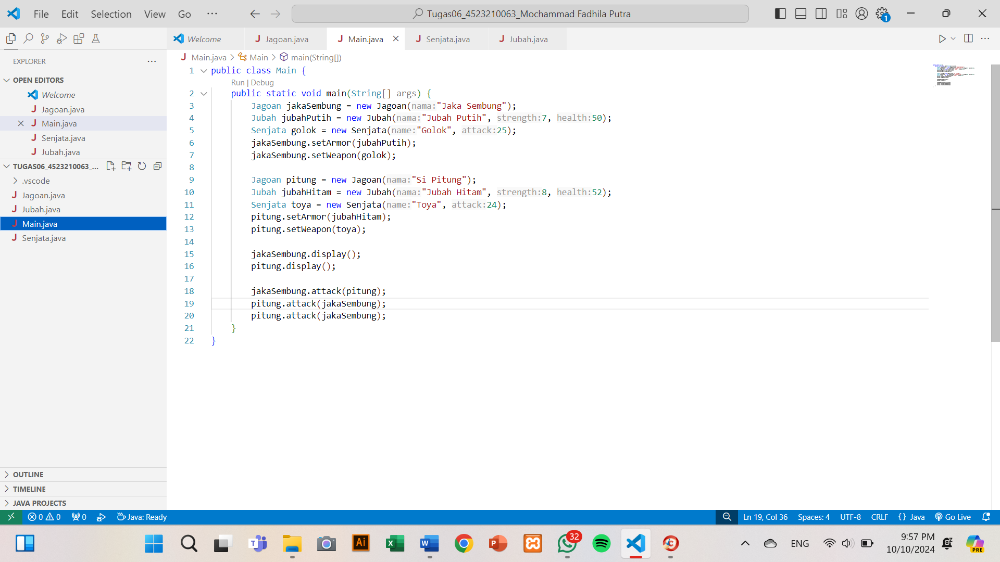 File Edit Selection View Go ··· Tugas06_4523210063_Mochammad Fadhila Putra 1
Welcome Jagoan.java Main.java Senjata.java Jubah.java
EXPLORER
OPEN EDITORS
Welcome
Jagoan.java
Main.java
Senjata.java
Jubah.java
TUGAS06_4523210063_...
.vscode
Jagoan.java
Jubah.java
Main.java
Senjata.java
OUTLINE
TIMELINE
JAVA PROJECTS
Main.java > Main > main(String[])
1 public class Main {
Run | Debug
2 public static void main(String[] args) {
3 Jagoan jakaSembung = new Jagoan(nama:"Jaka Sembung");
4 Jubah jubahPutih = new Jubah(nama:"Jubah Putih", strength:7, health:50);
5 Senjata golok = new Senjata(name:"Golok", attack:25);
6 jakaSembung.setArmor(jubahPutih);
7 jakaSembung.setWeapon(golok);
8
9 Jagoan pitung = new Jagoan(nama:"Si Pitung");
10 Jubah jubahHitam = new Jubah(nama:"Jubah Hitam", strength:8, health:52);
11 Senjata toya = new Senjata(name:"Toya", attack:24);
12 pitung.setArmor(jubahHitam);
13 pitung.setWeapon(toya);
14
15 jakaSembung.display();
16 pitung.display();
17
18 jakaSembung.attack(pitung);
19 pitung.attack(jakaSembung);
20 pitung.attack(jakaSembung);
21 }
22 }
0 0 0 Java: Ready Ln 19, Col 36 Spaces: 4 UTF-8 CRLF {} Java Go Live
T Ai X W P 32 ENG 9:57 PM
10/10/2024 PRE